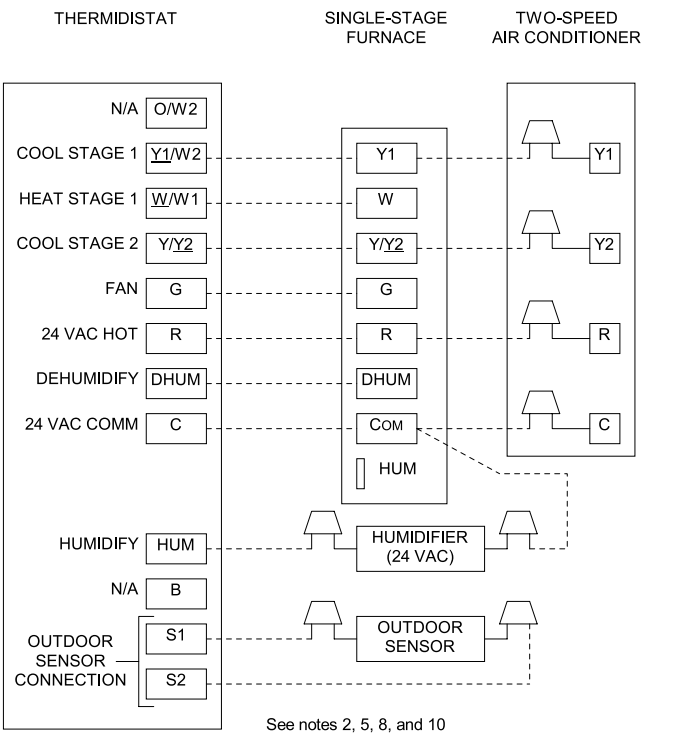 THERMIDISTAT
SINGLE-STAGE
FURNACE
TWO-SPEED
AIR CONDITIONER
N/A O/W2
COOL STAGE 1 Y1/W2 Y1 Y1
HEAT STAGE 1 W/W1 W
COOL STAGE 2 Y/Y2 Y/Y2 Y2
FAN G G
24 VAC HOT R R R
DEHUMIDIFY DHUM DHUM
24 VAC COMM C COM C
HUM
HUMIDIFY HUM
HUMIDIFIER
(24 VAC)
N/A B
OUTDOOR
SENSOR
CONNECTION
S1
S2
OUTDOOR
SENSOR
See notes 2, 5, 8, and 10